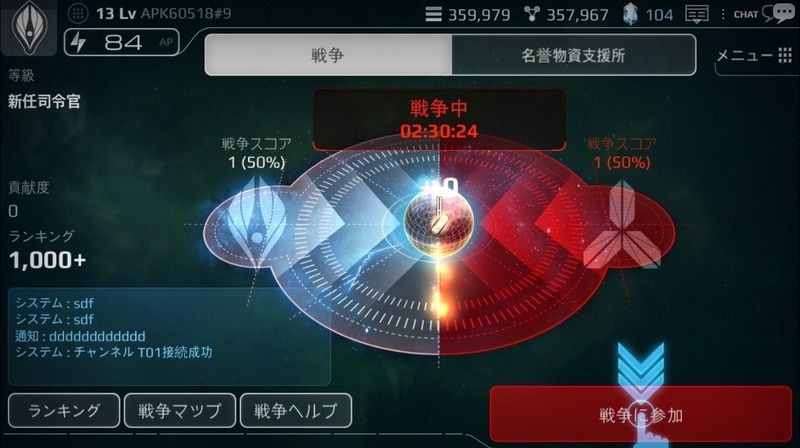 13 Lv APK60518#9
359,979
357,967
104
CHAT
84 AP
戦争
名誉物資支援所
メニュー
等級
新任司令官
戦争中
02:30:24
戦争スコア
1 (50%)
戦争スコア
1 (50%)
貢献度
0
ランキング
1,000+
システム : sdf
システム : sdf
通知 : dddddddddddd
システム : チャンネル T01接続成功
ランキング
戦争マップ
戦争ヘルプ
戦争に参加